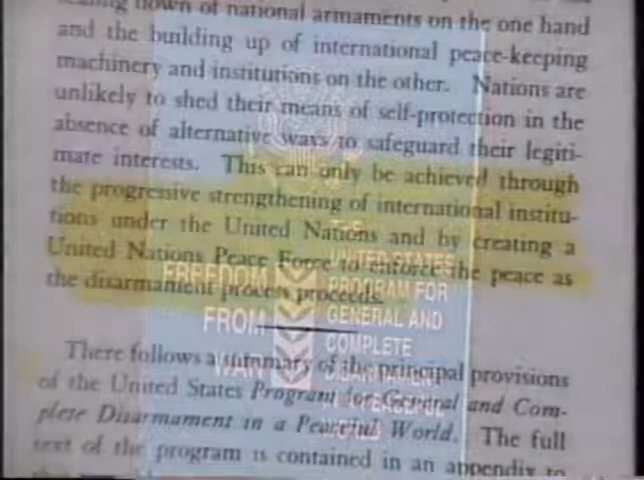 down of national armaments on the one hand
and the building up of international peace-keeping
machinery and institutions on the other. Nations are
unlikely to shed their means of self-protection in the
absence of alternative ways to safeguard their legiti-
mate interests. This can only be achieved through
the progressive strengthening of international institu-
tions under the United Nations and by creating a
United Nations Peace Force to enforce the peace as
the disarmament process proceeds.
There follows a summary of the principal provisions
of the United States Program for General and Com-
plete Disarmament in a Peaceful World. The full
text of the program is contained in an appendix to
FREEDOM
FROM
WAR
UNITED STATES
PROGRAM FOR
GENERAL AND
COMPLETE
DISARMAMENT